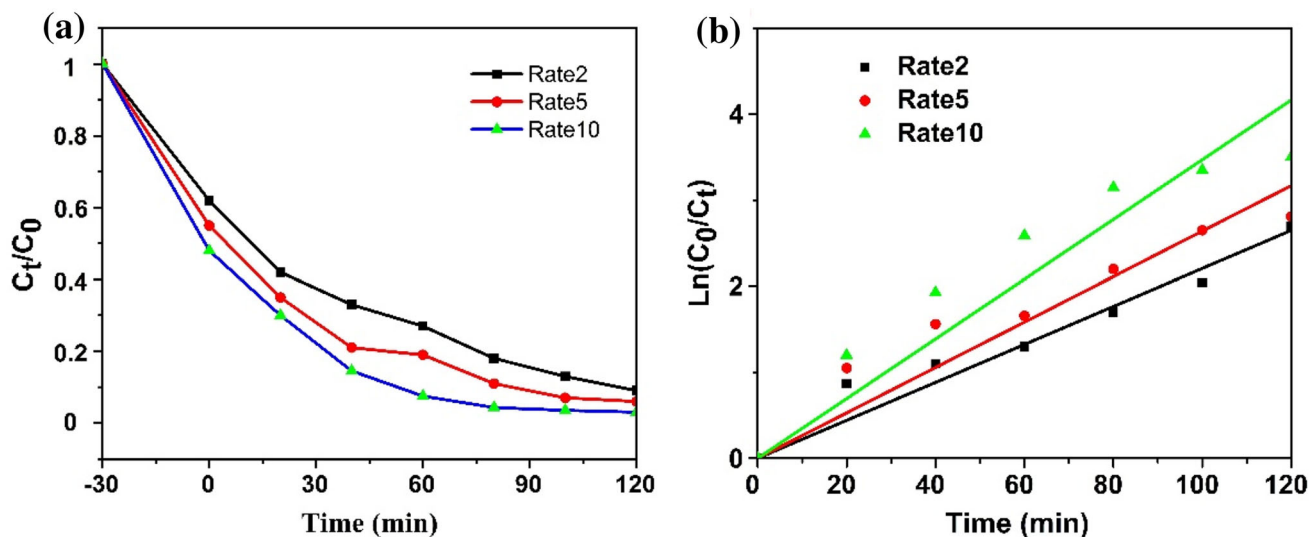 (a)
Rate2
Rate5
Rate10
Ct/C0
1
0.8
0.6
0.4
0.2
0
-30 0 30 60 90 120
Time (min)
(b)
Rate2
Rate5
Rate10
Ln(C0/Ct)
4
2
0
0 20 40 60 80 100 120
Time (min)